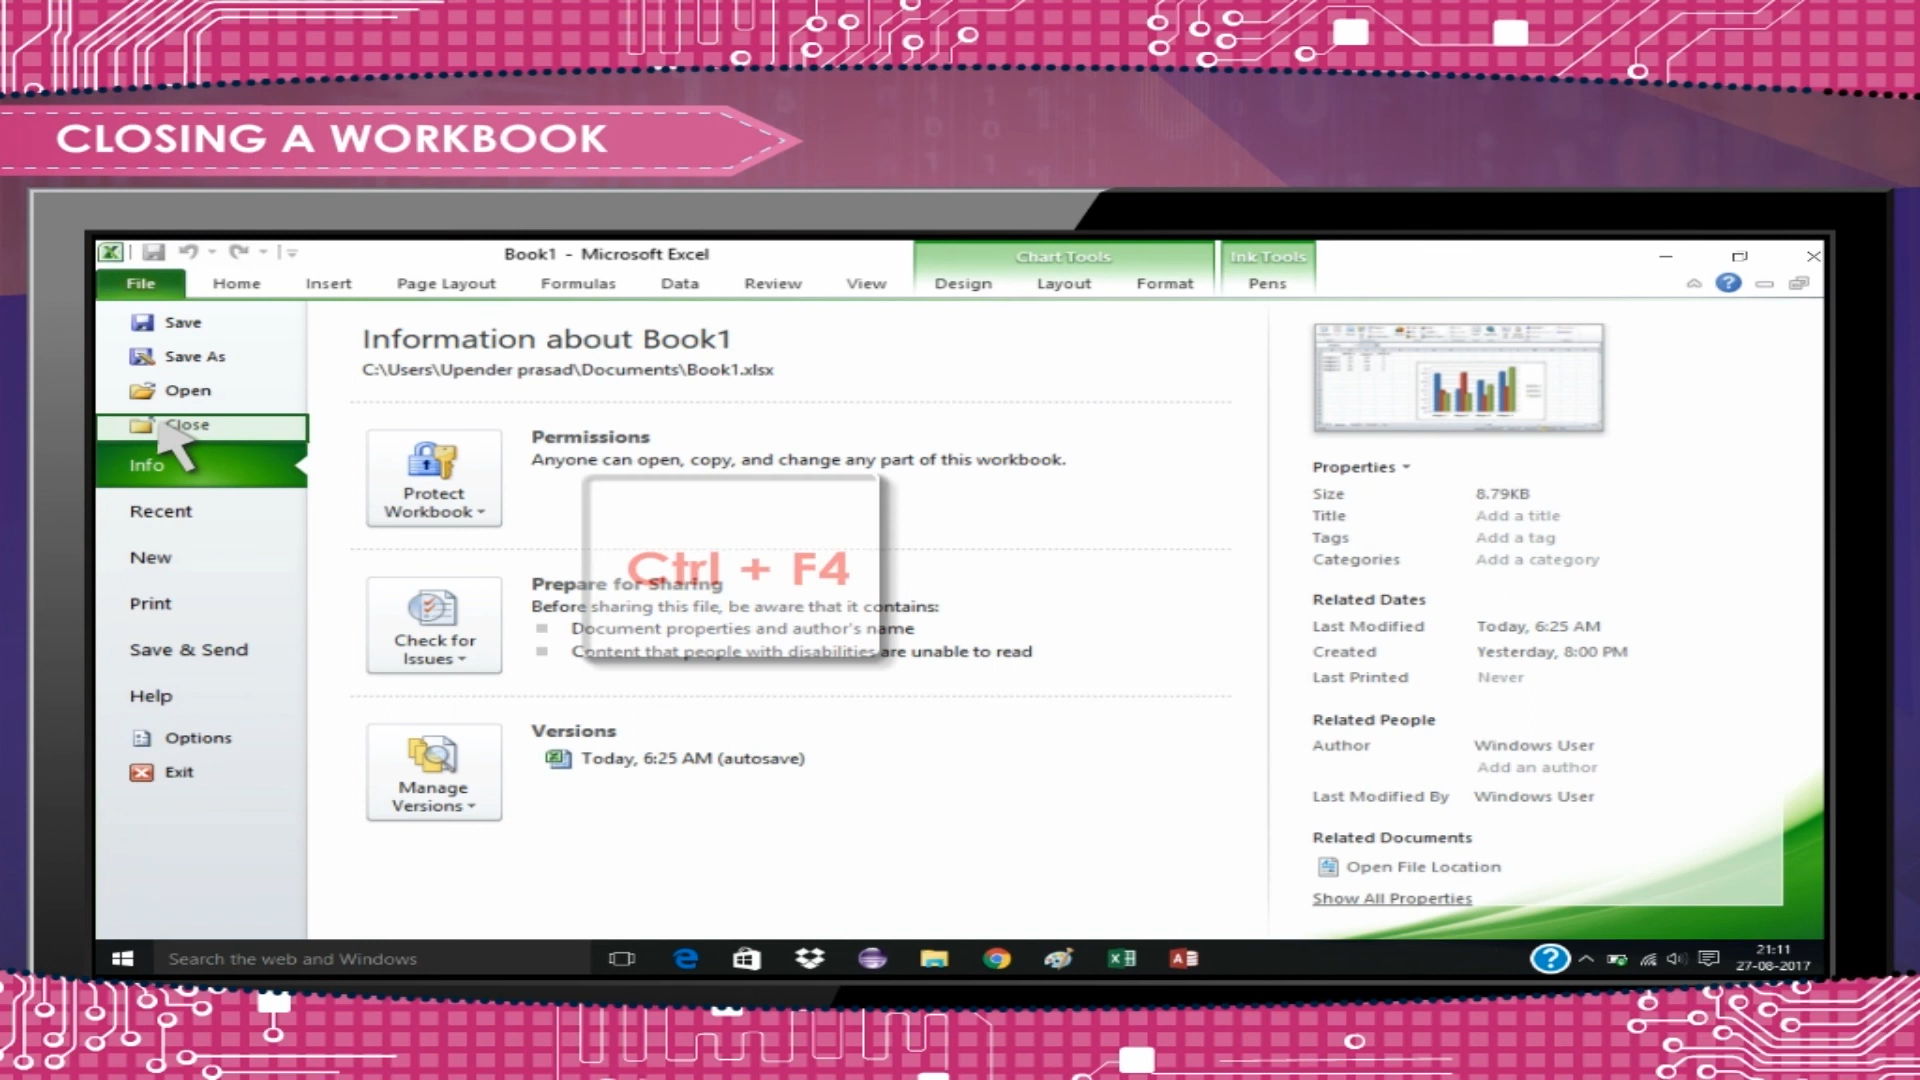 CLOSING A WORKBOOK
Book1 - Microsoft Excel
Chart Tools
Ink Tools
File Home Insert Page Layout Formulas Data Review View Design Layout Format Pens
Save
Save As
Open
Close
Info
Recent
New
Print
Save & Send
Help
Options
Exit
Information about Book1
C:\Users\Upender prasad\Documents\Book1.xlsx
Protect
Workbook
Permissions
Anyone can open, copy, and change any part of this workbook.
Ctrl + F4
Check for
Issues
Prepare for Sharing
Before sharing this file, be aware that it contains:
Document properties and author's name
Content that people with disabilities are unable to read
Manage
Versions
Versions
Today, 6:25 AM (autosave)
Properties
Size 8.79KB
Title Add a title
Tags Add a tag
Categories Add a category
Related Dates
Last Modified Today, 6:25 AM
Created Yesterday, 8:00 PM
Last Printed Never
Related People
Author Windows User
Add an author
Last Modified By Windows User
Related Documents
Open File Location
Show All Properties
Search the web and Windows
21:11
27-08-2017